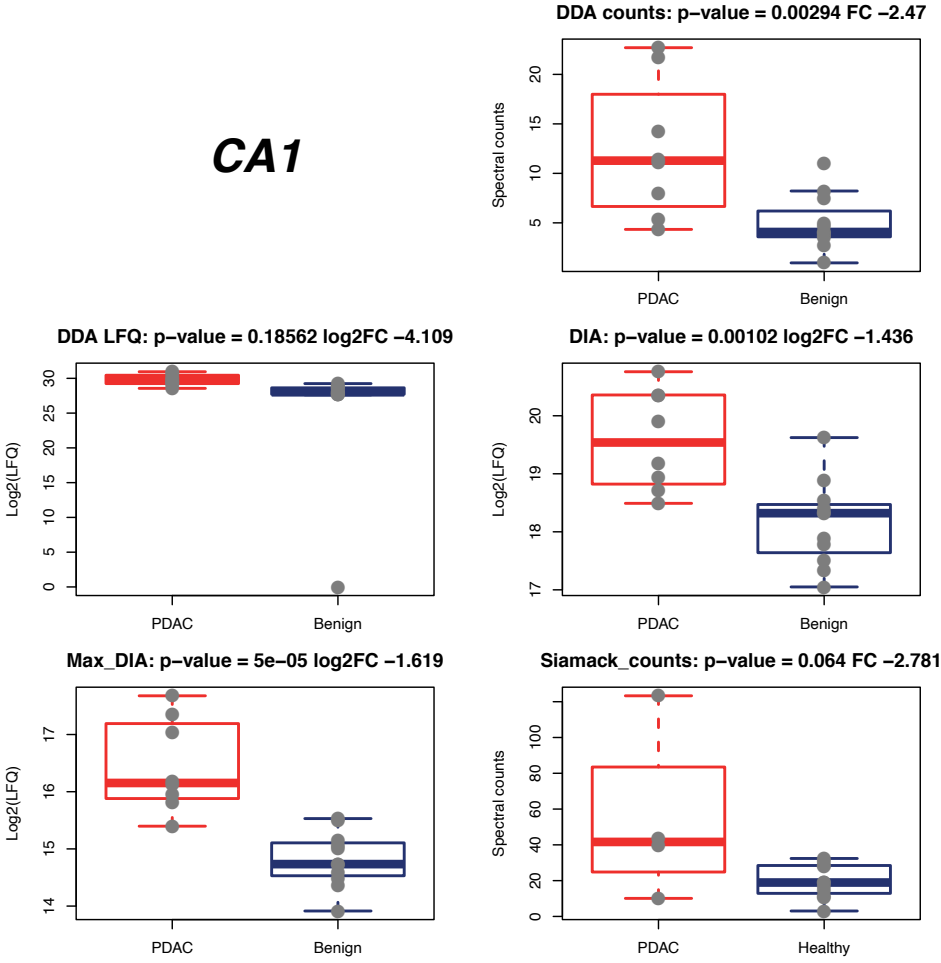 DDA counts: p−value = 0.00294 FC −2.47
CA1
Spectral counts
20
15
10
5
PDAC
Benign
DDA LFQ: p−value = 0.18562 log2FC −4.109
Log2(LFQ)
30
25
20
15
10
5
0
PDAC
Benign
DIA: p−value = 0.00102 log2FC −1.436
Log2(LFQ)
20
19
18
17
PDAC
Benign
Max_DIA: p−value = 5e−05 log2FC −1.619
Log2(LFQ)
17
16
15
14
PDAC
Benign
Siamack_counts: p−value = 0.064 FC −2.781
Spectral counts
100
80
60
40
20
0
PDAC
Healthy